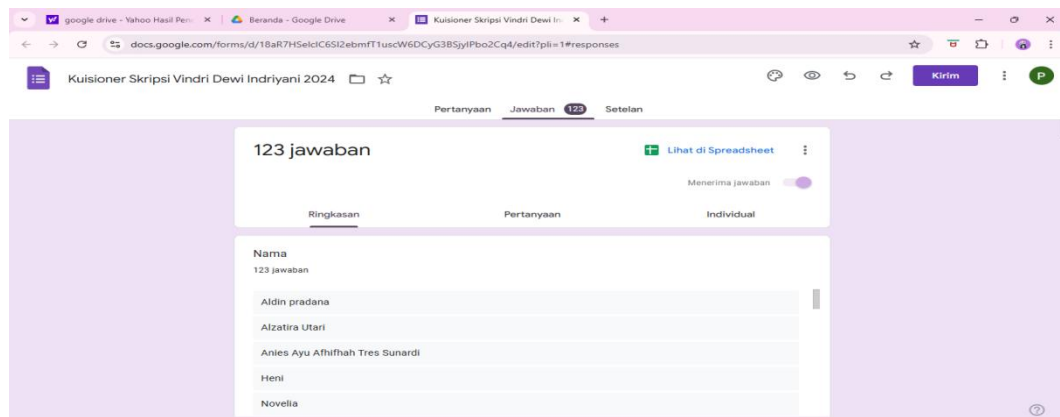 google drive - Yahoo Hasil Pen
Beranda - Google Drive
Kuisioner Skripsi Vindri Dewi In
docs.google.com/forms/d/18aR7HSelclC6SI2ebmfT1uscW6DCyG3BSjyIPbo2Cq4/edit?pli=1#responses
Kuisioner Skripsi Vindri Dewi Indriyani 2024
Kirim
P
Pertanyaan Jawaban 123 Setelan
123 jawaban
Lihat di Spreadsheet
Menerima jawaban
Ringkasan Pertanyaan Individual
Nama
123 jawaban
Aldin pradana
Alzatira Utari
Anies Ayu Afhifhah Tres Sunardi
Heni
Novelia